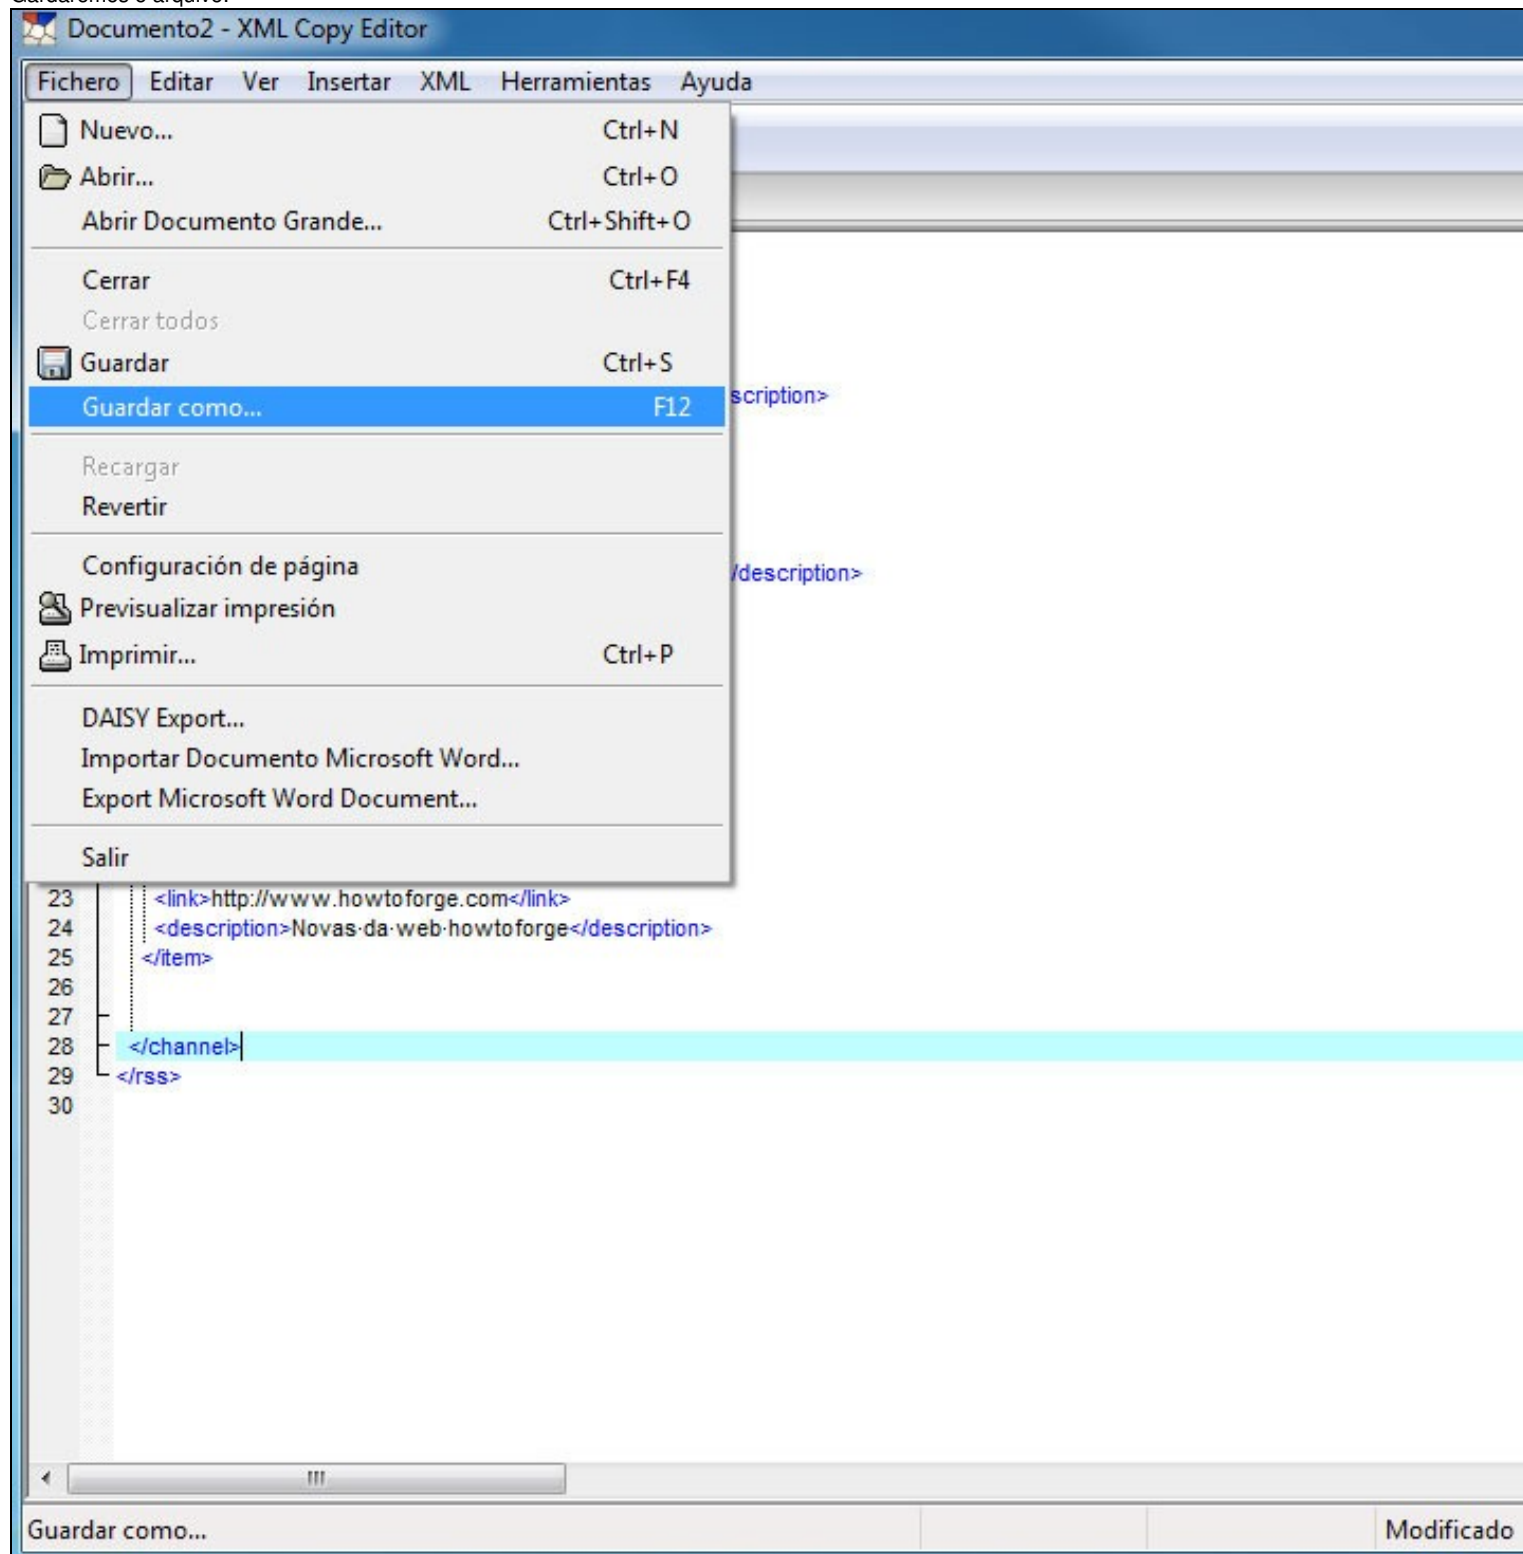 Gardaremos o arquivo.
Documento2 - XML Copy Editor
Fichero Editar Ver Insertar XML Herramientas Ayuda
Nuevo... Ctrl+N
Abrir... Ctrl+O
Abrir Documento Grande... Ctrl+Shift+O
Cerrar Ctrl+F4
Cerrar todos
Guardar Ctrl+S
Guardar como... F12
scription>
Recargar
Revertir
Configuración de página
/description>
Previsualizar impresión
Imprimir... Ctrl+P
DAISY Export...
Importar Documento Microsoft Word...
Export Microsoft Word Document...
Salir
23 <link>http://www.howtoforge.com</link>
24 <description>Novas·da·web·howtoforge</description>
25 </item>
26
27
28 </channel>
29 </rss>
30
Guardar como... Modificado